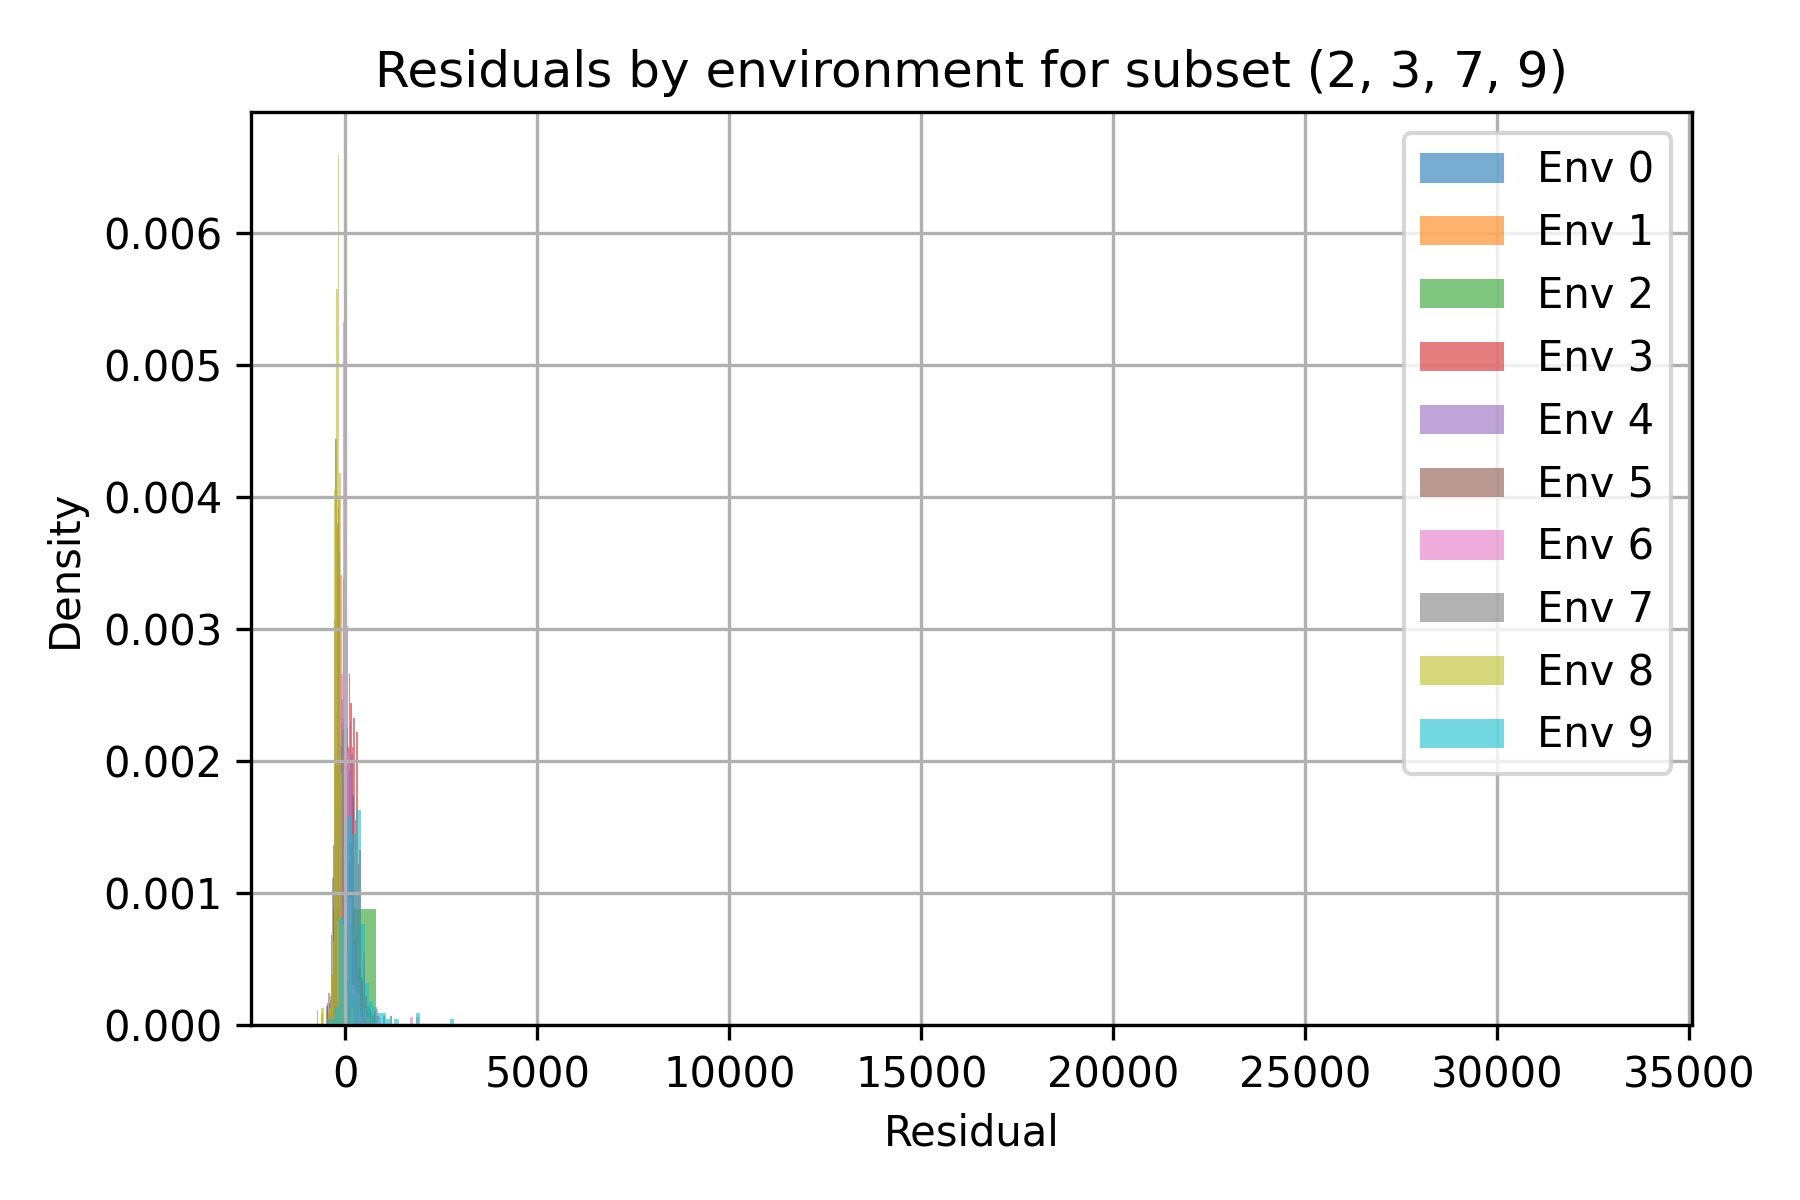 Residuals by environment for subset (2, 3, 7, 9)
Env 0
Env 1
Env 2
Env 3
Env 4
Env 5
Env 6
Env 7
Env 8
Env 9
Density
0.006
0.005
0.004
0.003
0.002
0.001
0.000
0 5000 10000 15000 20000 25000 30000 35000
Residual